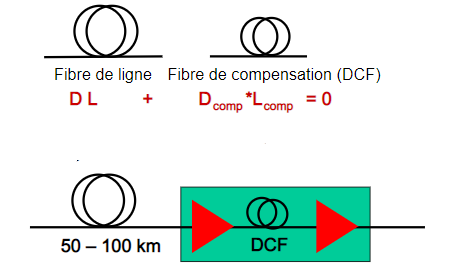 Fibre de ligne Fibre de compensation (DCF)
D L + Dcomp *Lcomp = 0
50 – 100 km DCF